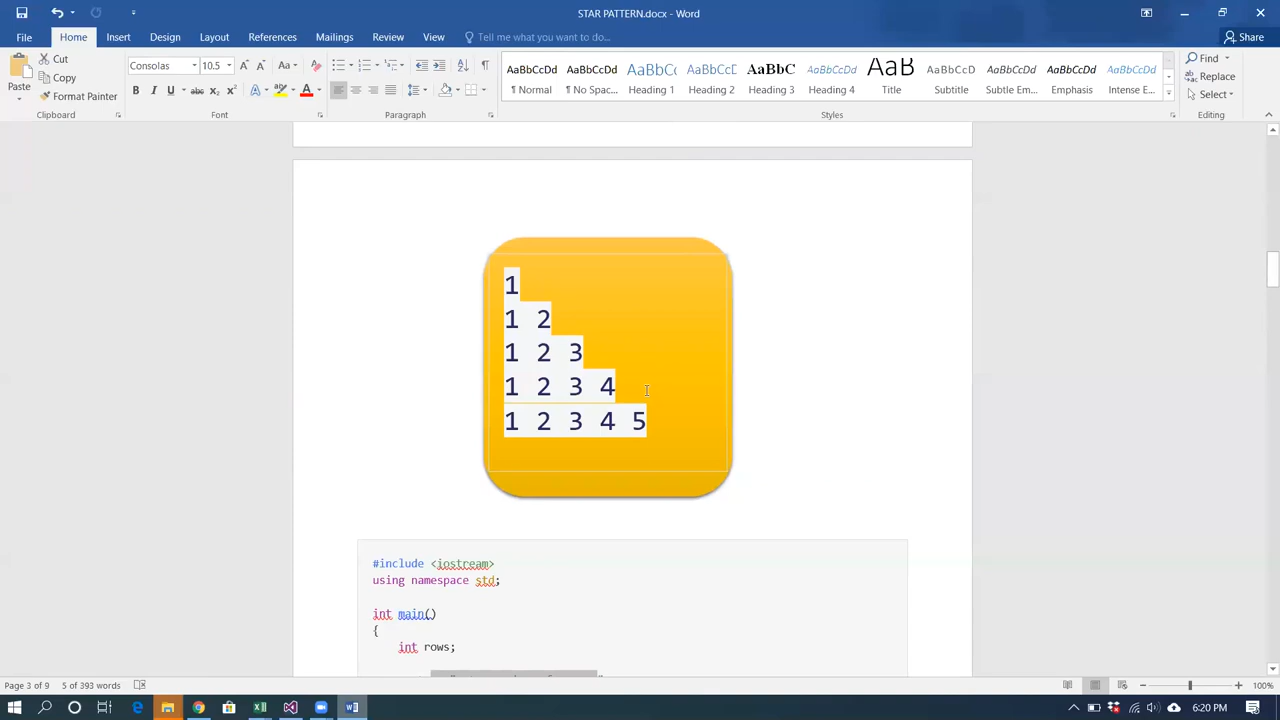 STAR PATTERN.docx - Word
File Home Insert Design Layout References Mailings Review View Tell me what you want to do... Share
Paste
Cut
Copy
Format Painter
Clipboard
Consolas 10.5
Font
Paragraph
AaBbCcDd AaBbCcDd AaBbCc AaBbCcD AaBbC AaBbCcDd AaB AaBbCcD AaBbCcDd AaBbCcDd AaBbCcDd
¶ Normal ¶ No Spac... Heading 1 Heading 2 Heading 3 Heading 4 Title Subtitle Subtle Em... Emphasis Intense E...
Styles
Find
Replace
Select
Editing
1
1 2
1 2 3
1 2 3 4
1 2 3 4 5
#include <iostream>
using namespace std;
int main()
{
int rows;
Page 3 of 9 5 of 393 words 100%
6:20 PM